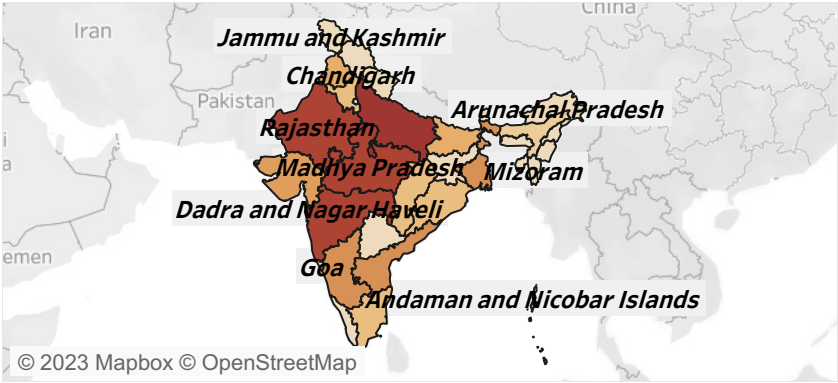 China
Iran
Jammu and Kashmir
Chandigarh
Pakistan
Arunachal Pradesh
Rajasthan
Madhya Pradesh
Mizoram
Dadra and Nagar Haveli
emen
Goa
Andaman and Nicobar Islands
© 2023 Mapbox © OpenStreetMap